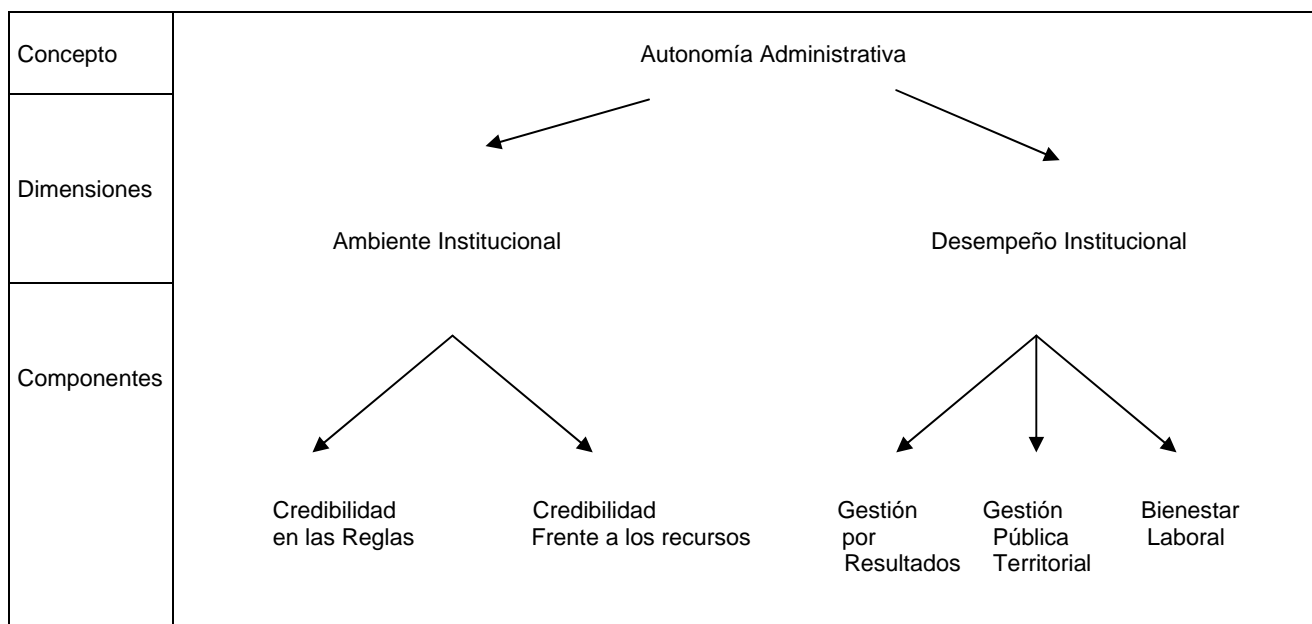 Concepto
Autonomía Administrativa
Dimensiones
Ambiente Institucional
Desempeño Institucional
Componentes
Credibilidad
en las Reglas
Credibilidad
Frente a los recursos
Gestión
por
Resultados
Gestión
Pública
Territorial
Bienestar
Laboral